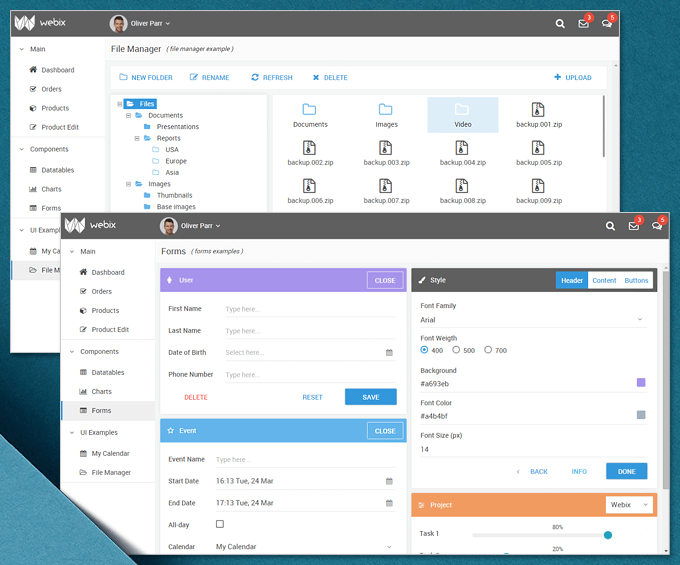 webix Oliver Parr 3 5
Main
Dashboard
Orders
Products
Product Edit
Components
Datatables
Charts
Forms
UI Examples
My Ca
File M
File Manager ( file manager example )
NEW FOLDER RENAME REFRESH DELETE UPLOAD
Files
Documents
Presentations
Reports
USA
Europe
Asia
Images
Thumbnails
Base images
Documents Images Video backup.001.zip
backup.002.zip backup.003.zip backup.004.zip backup.005.zip
backup.006.zip backup.007.zip backup.008.zip backup.009.zip
webix Oliver Parr 3 5
Main
Dashboard
Orders
Products
Product Edit
Components
Datatables
Charts
Forms
UI Examples
My Calendar
File Manager
Forms ( forms examples )
User CLOSE
First Name Type here...
Last Name Type here...
Date of Birth Select here...
Phone Number Type here...
DELETE RESET SAVE
Event CLOSE
Event Name Type here...
Start Date 16:13 Tue, 24 Mar
End Date 17:13 Tue, 24 Mar
All-day
Calendar My Calendar
Style Header Content Buttons
Font Family
Arial
Font Weigth
400 500 700
Background
#a693eb
Font Color
#a4b4bf
Font Size (px)
14
BACK INFO DONE
Project Webix
80%
Task 1
20%